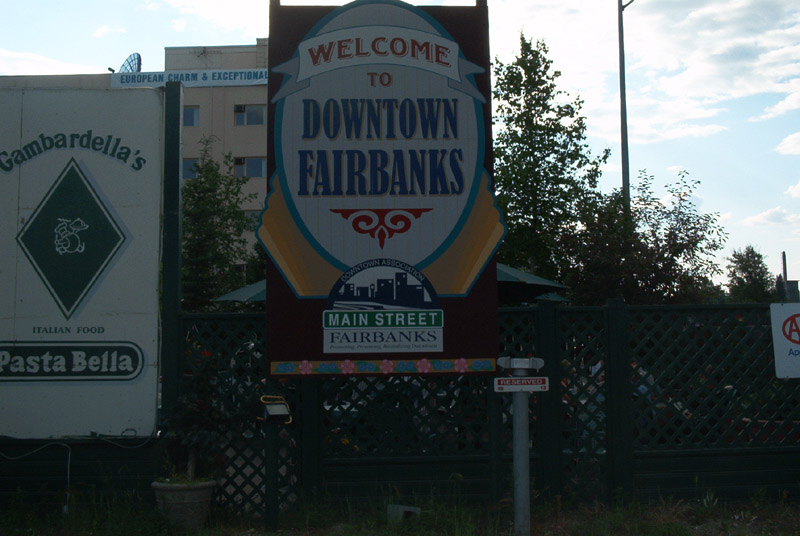 EUROPEAN CHARM & EXCEPTIONAL
Gambardella's
ITALIAN FOOD
Pasta Bella
WELCOME
TO
DOWNTOWN
FAIRBANKS
DOWNTOWN ASSOCIATION
MAIN STREET
FAIRBANKS
RESERVED